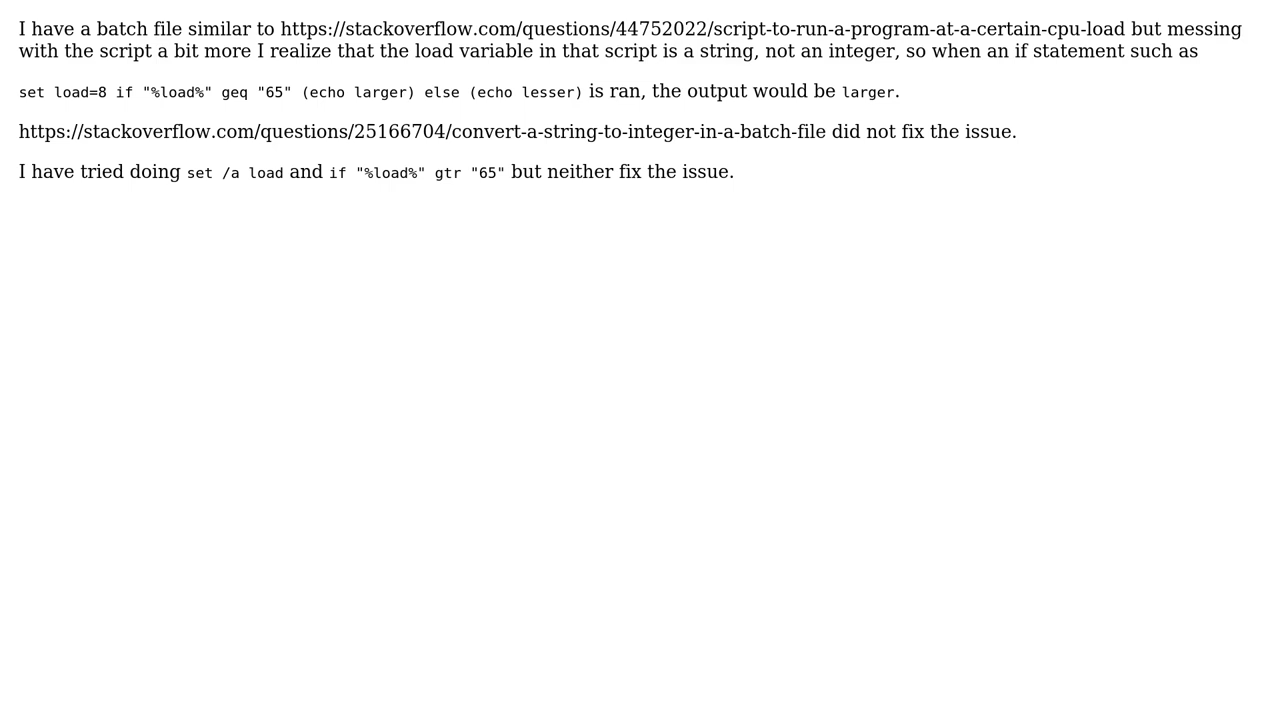 I have a batch file similar to https://stackoverflow.com/questions/44752022/script-to-run-a-program-at-a-certain-cpu-load but messing
with the script a bit more I realize that the load variable in that script is a string, not an integer, so when an if statement such as
set load=8 if "%load%" geq "65" (echo larger) else (echo lesser) is ran, the output would be larger.
https://stackoverflow.com/questions/25166704/convert-a-string-to-integer-in-a-batch-file did not fix the issue.
I have tried doing set /a load and if "%load%" gtr "65" but neither fix the issue.